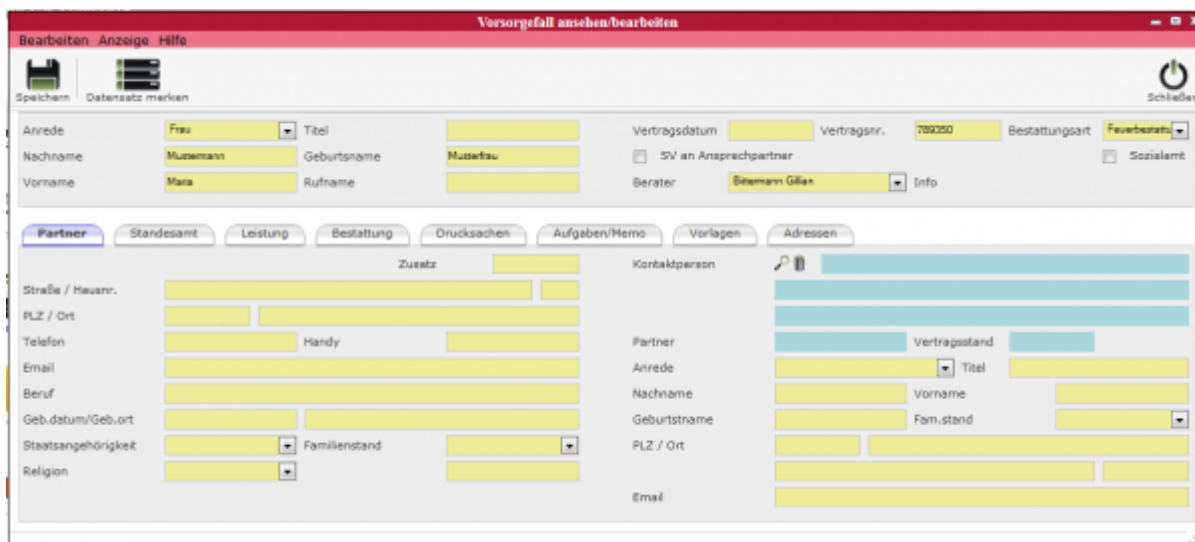 Vorsorgefall ansehen/bearbeiten
Bearbeiten Anzeige Hilfe
Speichern Datensatz merken Schließen
Anrede Frau Titel Vertragsdatum Vertragsnr. 789350 Bestattungsart Feuerbestattu
Nachname Mustermann Geburtsname Musterfrau SV an Ansprechpartner Sozialamt
Vorname Maria Rufname Berater Bittermann Gilian Info
Partner Standesamt Leistung Bestattung Drucksachen Aufgaben/Memo Vorlagen Adressen
Zusatz Kontaktperson
Straße / Hausnr.
PLZ / Ort
Telefon Handy Partner Vertragsstand
Email Anrede Titel
Beruf Nachname Vorname
Geb.datum/Geb.ort Geburtstname Fam.stand
Staatsangehörigkeit Familienstand PLZ / Ort
Religion
Email